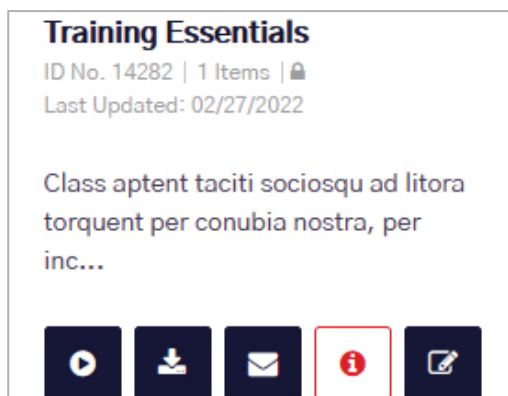 Training Essentials
ID No. 14282 | 1 Items |
Last Updated: 02/27/2022
Class aptent taciti sociosqu ad litora
torquent per conubia nostra, per
inc...